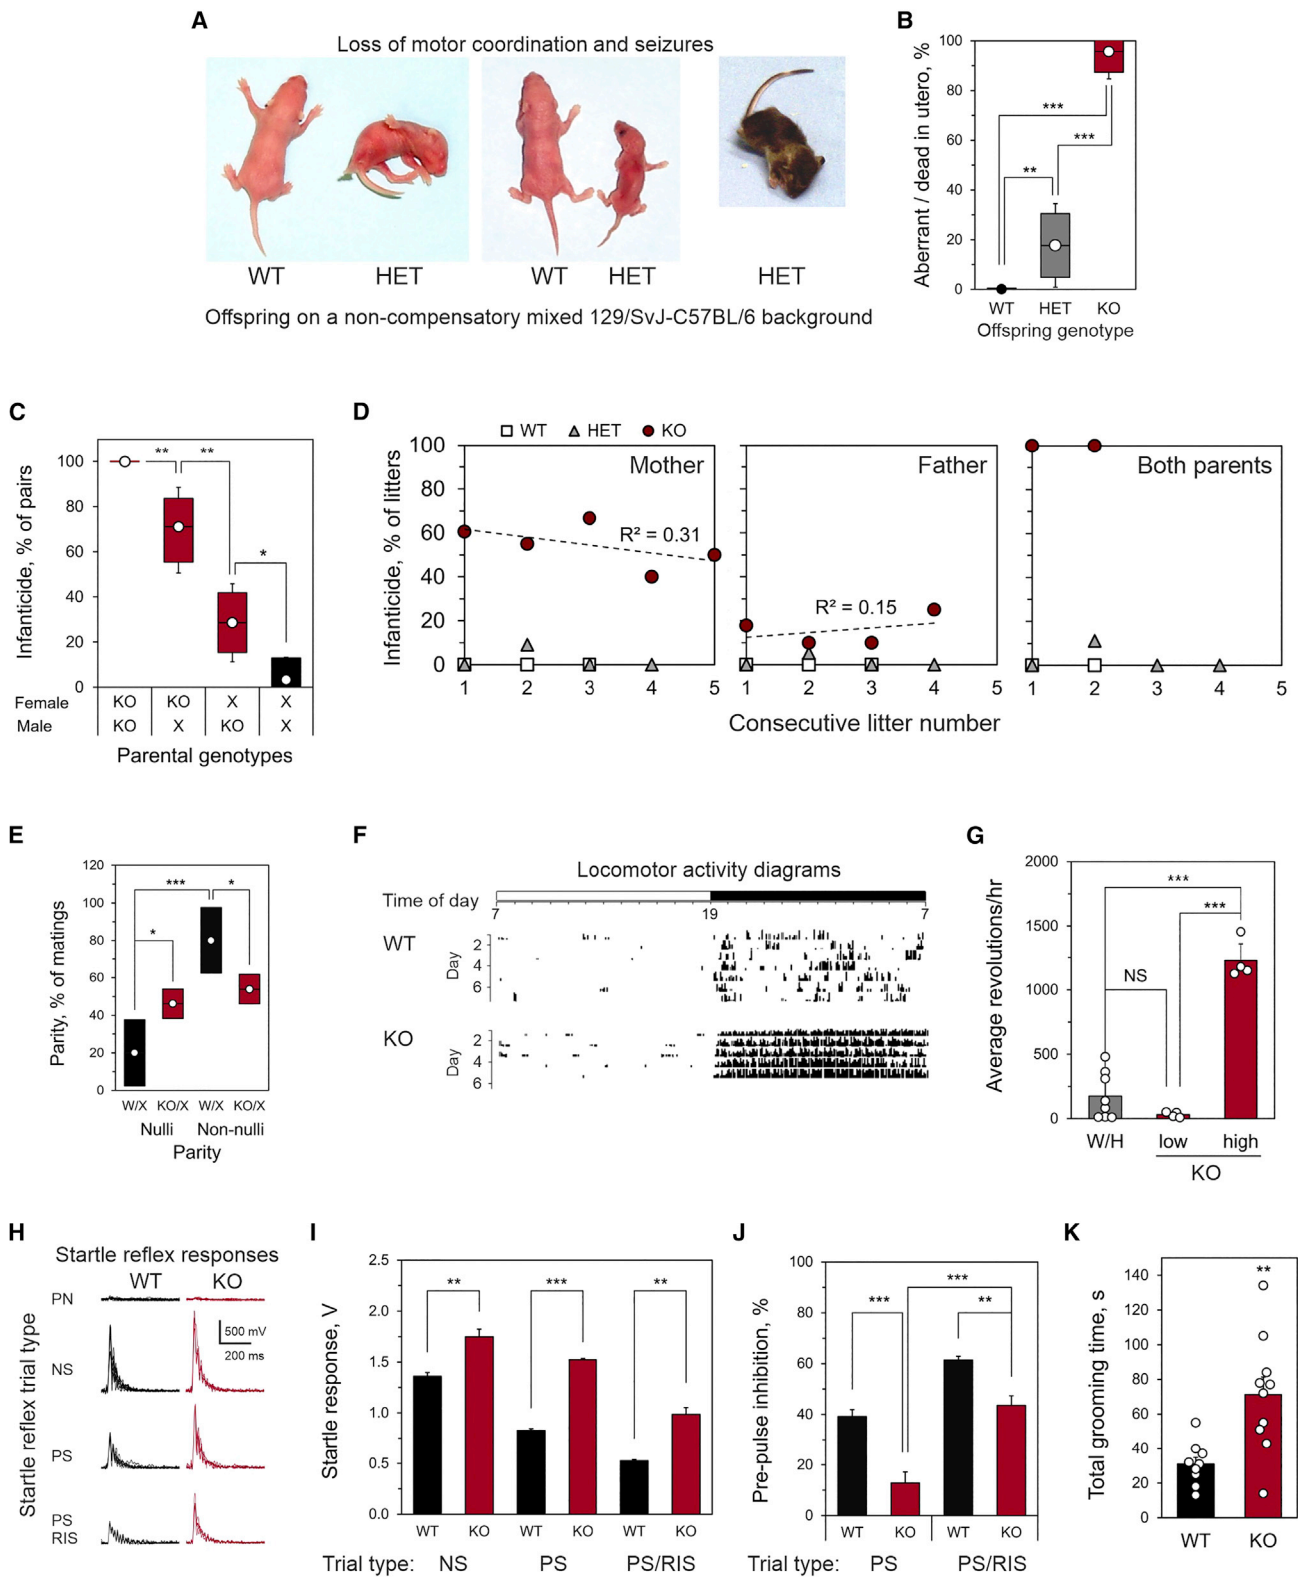 A
Loss of motor coordination and seizures
WT
HET
WT
HET
HET
Offspring on a non-compensatory mixed 129/SvJ-C57BL/6 background
B
Aberrant / dead in utero, %
100
80
60
40
20
0
***
***
**
WT
HET
KO
Offspring genotype
C
Infanticide, % of pairs
100
80
60
40
20
0
**
**
*
Female
KO
KO
X
X
Male
KO
X
KO
X
Parental genotypes
D
WT
HET
KO
Infanticide, % of litters
100
80
60
40
20
0
Mother
R² = 0.31
1
2
3
4
5
Father
R² = 0.15
1
2
3
4
5
Both parents
1
2
3
4
5
Consecutive litter number
E
Parity, % of matings
120
100
80
60
40
20
0
***
*
*
W/X
KO/X
W/X
KO/X
Nulli
Non-nulli
Parity
F
Locomotor activity diagrams
Time of day
7
19
7
WT
Day
2
4
6
KO
Day
2
4
6
G
Average revolutions/hr
2000
1500
1000
500
0
***
***
NS
W/H
low
high
KO
H
Startle reflex responses
WT
KO
Startle reflex trial type
PN
NS
500 mV
200 ms
PS
PS
RIS
I
Startle response, V
2.5
2.0
1.5
1.0
0.5
0.0
**
***
**
WT
KO
WT
KO
WT
KO
Trial type:
NS
PS
PS/RIS
J
Pre-pulse inhibition, %
100
80
60
40
20
0
***
***
**
WT
KO
WT
KO
Trial type:
PS
PS/RIS
K
Total grooming time, s
140
120
100
80
60
40
20
0
**
WT
KO